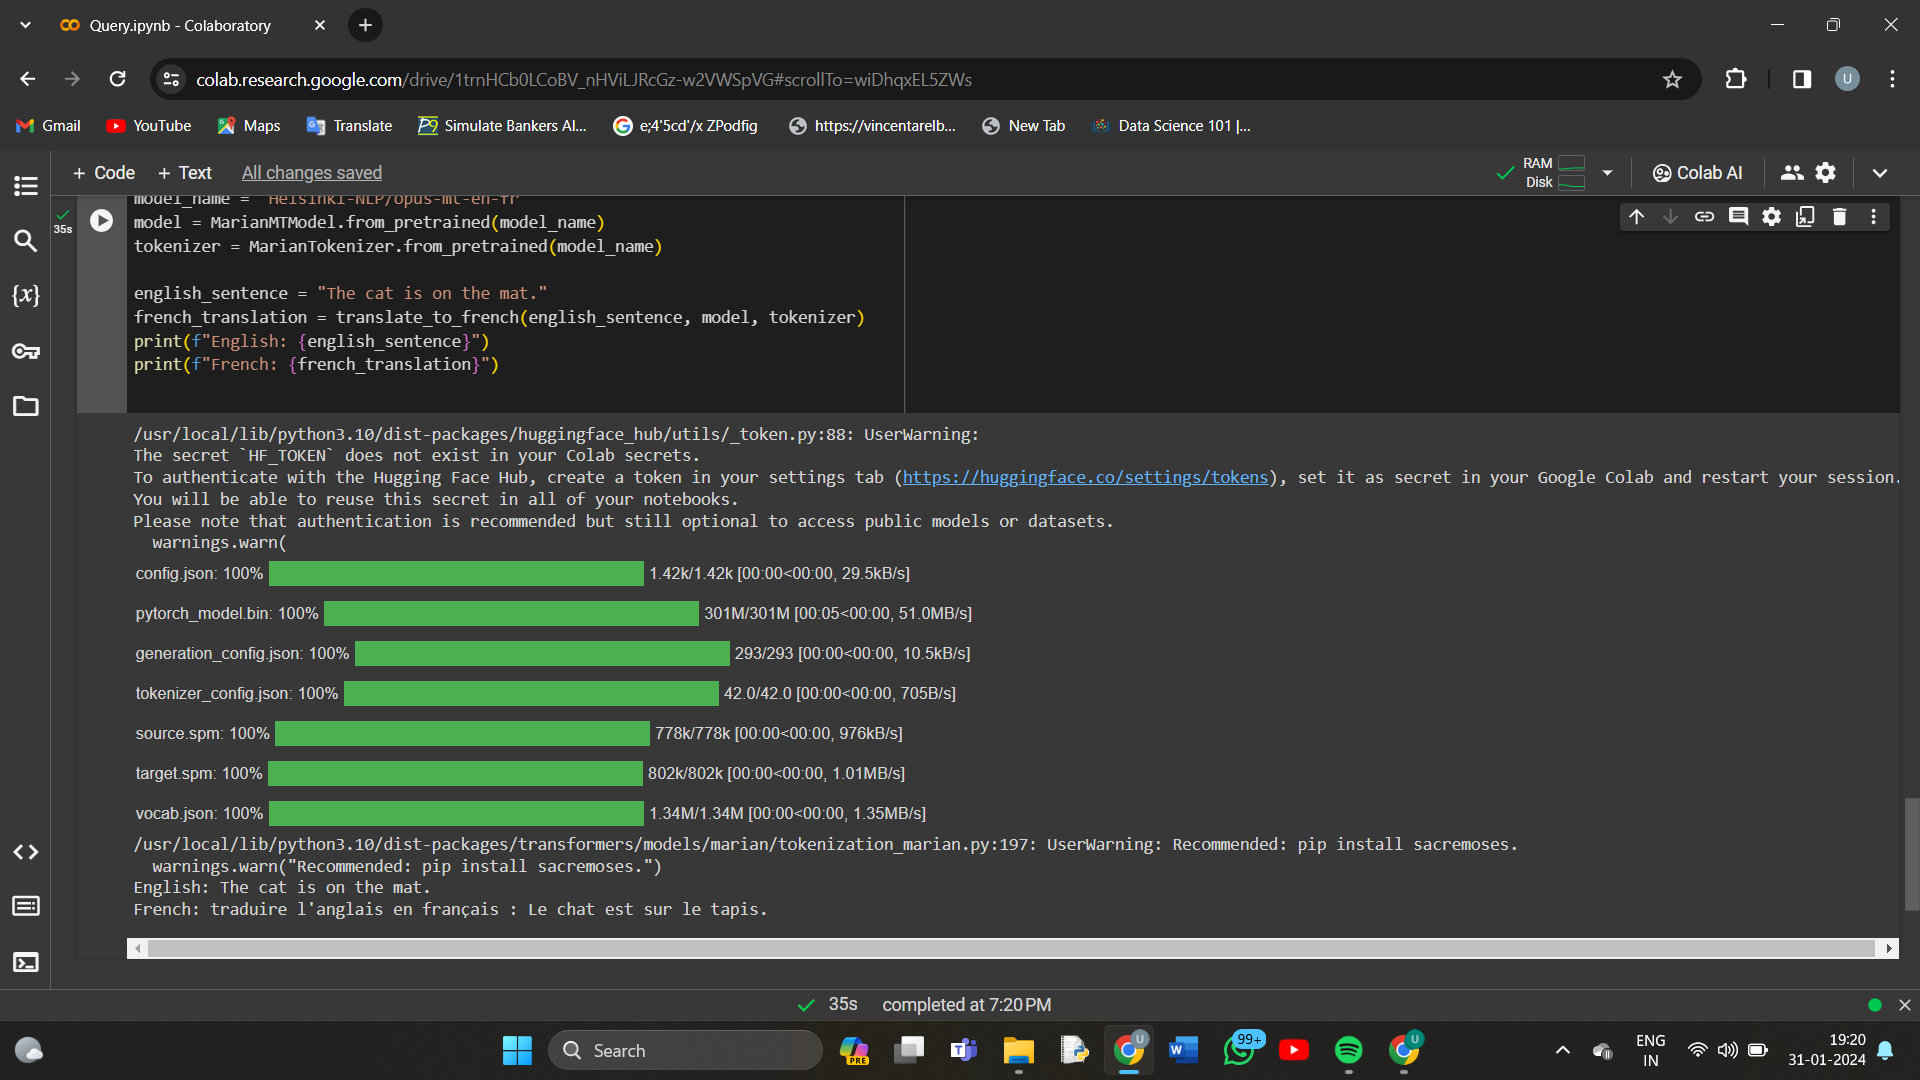 Query.ipynb - Colaboratory
colab.research.google.com/drive/1trnHCb0LCoBV_nHViLJRcGz-w2VWSpVG#scrollTo=wiDhqxEL5ZWs
U
Gmail
YouTube
Maps
Translate
Simulate Bankers Al...
e;4'5cd'/x ZPodfig
https://vincentarelb...
New Tab
Data Science 101 |...
+ Code
+ Text
All changes saved
RAM
Disk
Colab AI
35s
model_name = "Helsinki-NLP/opus-mt-en-fr"
model = MarianMTModel.from_pretrained(model_name)
tokenizer = MarianTokenizer.from_pretrained(model_name)
english_sentence = "The cat is on the mat."
french_translation = translate_to_french(english_sentence, model, tokenizer)
print(f"English: {english_sentence}")
print(f"French: {french_translation}")
/usr/local/lib/python3.10/dist-packages/huggingface_hub/utils/_token.py:88: UserWarning:
The secret `HF_TOKEN` does not exist in your Colab secrets.
To authenticate with the Hugging Face Hub, create a token in your settings tab (https://huggingface.co/settings/tokens), set it as secret in your Google Colab and restart your session.
You will be able to reuse this secret in all of your notebooks.
Please note that authentication is recommended but still optional to access public models or datasets.
warnings.warn(
config.json: 100% 1.42k/1.42k [00:00<00:00, 29.5kB/s]
pytorch_model.bin: 100% 301M/301M [00:05<00:00, 51.0MB/s]
generation_config.json: 100% 293/293 [00:00<00:00, 10.5kB/s]
tokenizer_config.json: 100% 42.0/42.0 [00:00<00:00, 705B/s]
source.spm: 100% 778k/778k [00:00<00:00, 976kB/s]
target.spm: 100% 802k/802k [00:00<00:00, 1.01MB/s]
vocab.json: 100% 1.34M/1.34M [00:00<00:00, 1.35MB/s]
/usr/local/lib/python3.10/dist-packages/transformers/models/marian/tokenization_marian.py:197: UserWarning: Recommended: pip install sacremoses.
warnings.warn("Recommended: pip install sacremoses.")
English: The cat is on the mat.
French: traduire l'anglais en français : Le chat est sur le tapis.
35s completed at 7:20 PM
Search
PRE
U
99+
U
ENG
IN
19:20
31-01-2024